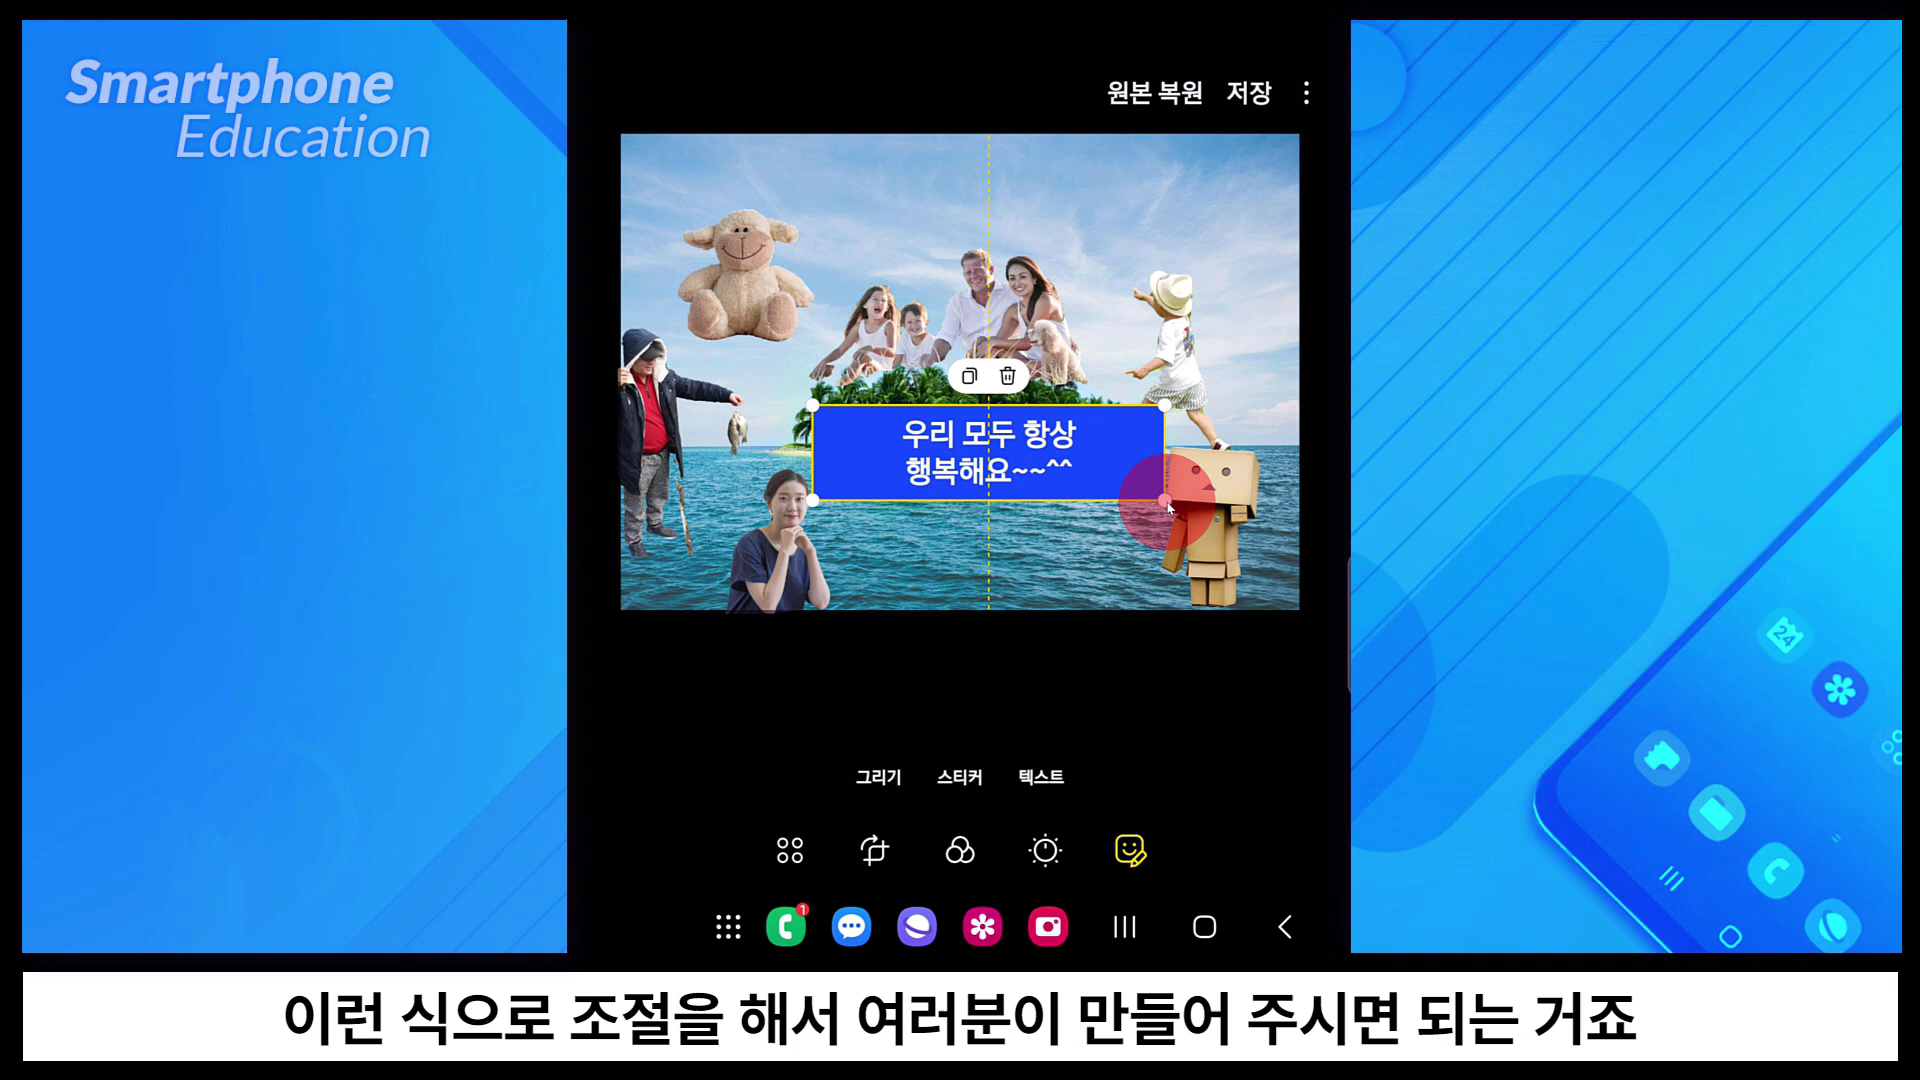 Smartphone
Education
원본 복원 저장
우리 모두 항상
행복해요~~^^
그리기 스티커 텍스트
1
24
이런 식으로 조절을 해서 여러분이 만들어 주시면 되는 거죠